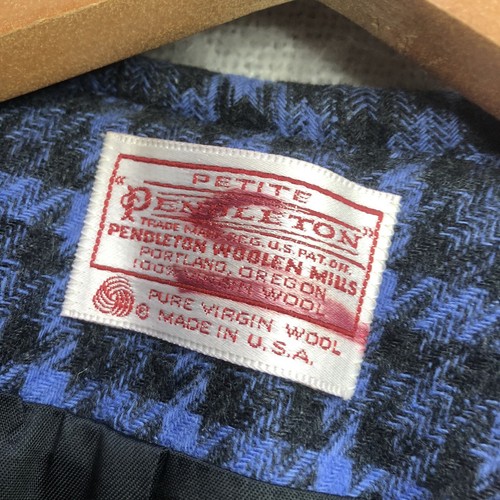 PETITE
"PENDLETON"
TRADE MARK REG. U.S. PAT. OFF.
PENDLETON WOOLEN MILLS
PORTLAND, OREGON
100% VIRGIN WOOL
PURE VIRGIN WOOL
© MADE IN U.S.A.